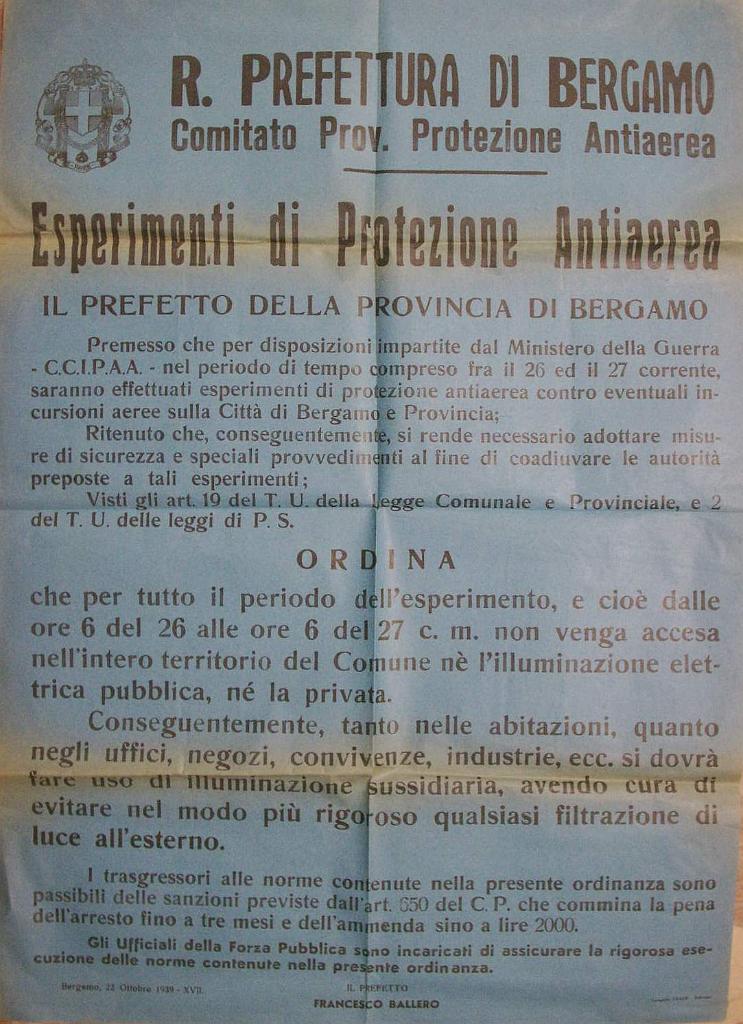 R. PREFETTURA DI BERGAMO
Comitato Prov. Protezione Antiaerea
Esperimenti di Protezione Antiaerea
IL PREFETTO DELLA PROVINCIA DI BERGAMO
Premesso che per disposizioni impartite dal Ministero della Guerra
- C.C.I.P.A.A. - nel periodo di tempo compreso fra il 26 ed il 27 corrente,
saranno effettuati esperimenti di protezione antiaerea contro eventuali in-
cursioni aeree sulla Città di Bergamo e Provincia;
Ritenuto che, conseguentemente, si rende necessario adottare misu-
re di sicurezza e speciali provvedimenti al fine di coadiuvare le autorità
preposte a tali esperimenti;
Visti gli art. 19 del T. U. della Legge Comunale e Provinciale, e 2
del T. U. delle leggi di P. S.
ORDINA
che per tutto il periodo dell'esperimento, e cioè dalle
ore 6 del 26 alle ore 6 del 27 c. m. non venga accesa
nell'intero territorio del Comune nè l'illuminazione elet-
trica pubblica, né la privata.
Conseguentemente, tanto nelle abitazioni, quanto
negli uffici, negozi, convivenze, industrie, ecc. si dovrà
fare uso di illuminazione sussidiaria, avendo cura di
evitare nel modo più rigoroso qualsiasi filtrazione di
luce all'esterno.
I trasgressori alle norme contenute nella presente ordinanza sono
passibili delle sanzioni previste dall'art. 650 del C. P. che commina la pena
dell'arresto fino a tre mesi e dell'ammenda sino a lire 2000.
Gli Ufficiali della Forza Pubblica sono incaricati di assicurare la rigorosa ese-
cuzione delle norme contenute nella presente ordinanza.
Bergamo, 22 Ottobre 1939 - XVII.
IL PREFETTO
FRANCESCO BALLERO